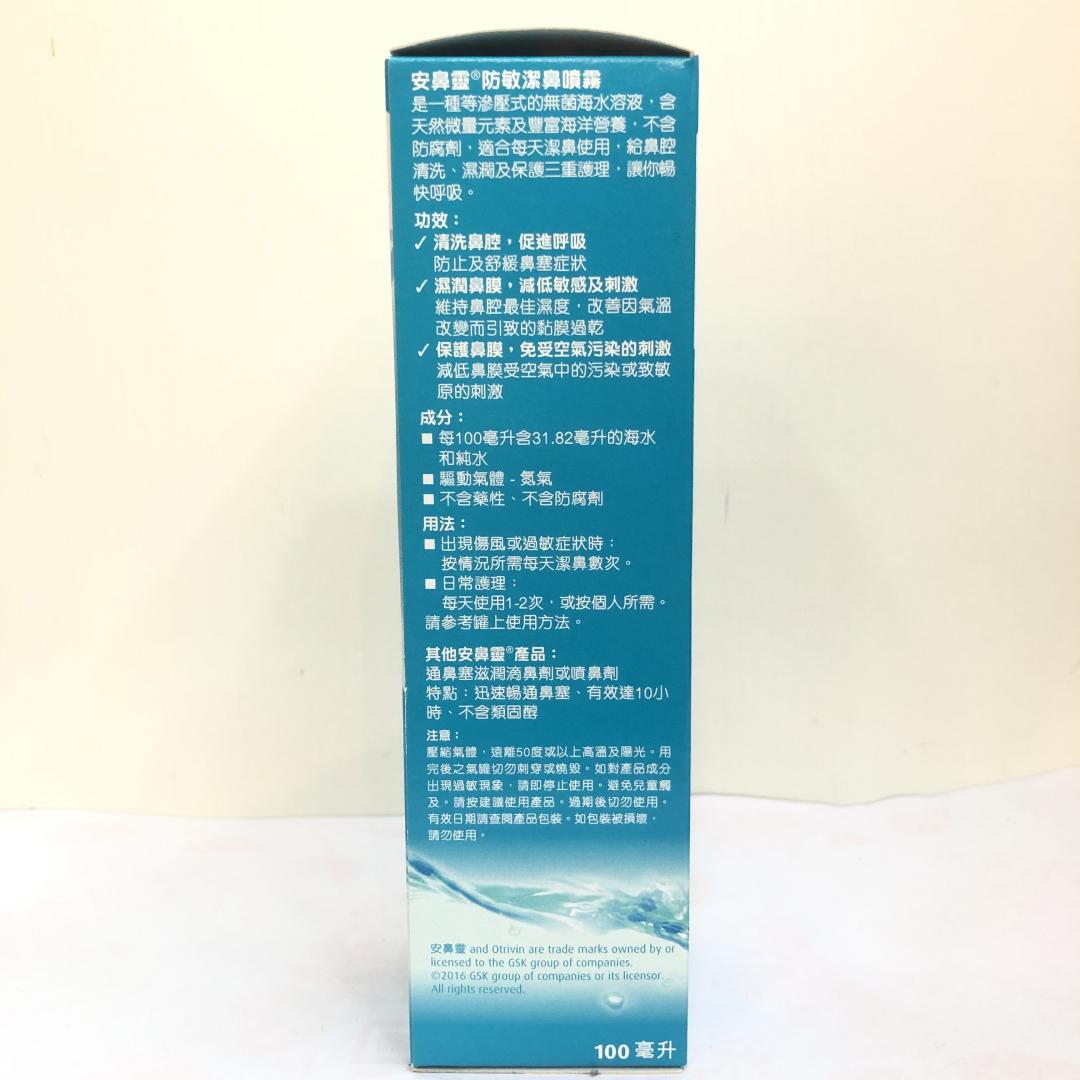 安鼻靈®防敏潔鼻噴霧
是一種等滲壓式的無菌海水溶液，含
天然微量元素及豐富海洋營養，不含
防腐劑，適合每天潔鼻使用，給鼻腔
清洗、濕潤及保護三重護理，讓你暢
快呼吸。
功效：
✓ 清洗鼻腔，促進呼吸
防止及舒緩鼻塞症狀
✓ 濕潤鼻膜，減低敏感及刺激
維持鼻腔最佳濕度，改善因氣溫
改變而引致的黏膜過乾
✓ 保護鼻膜，免受空氣污染的刺激
減低鼻膜受空氣中的污染或致敏
原的刺激
成分：
■ 每100毫升含31.82毫升的海水
和純水
■ 驅動氣體 - 氮氣
■ 不含藥性、不含防腐劑
用法：
■ 出現傷風或過敏症狀時：
按情況所需每天潔鼻數次。
■ 日常護理：
每天使用1-2次，或按個人所需。
請參考罐上使用方法。
其他安鼻靈®產品：
通鼻塞滋潤滴鼻劑或噴鼻劑
特點：迅速暢通鼻塞、有效達10小
時、不含類固醇
注意：
壓縮氣體，遠離50度或以上高溫及陽光。用
完後之氣罐切勿刺穿或燒毀。如對產品成分
出現過敏現象，請即停止使用。避免兒童觸
及。請按建議使用產品。過期後切勿使用。
有效日期請查閱產品包裝。如包裝被損壞，
請勿使用。
安鼻靈 and Otrivin are trade marks owned by or
licensed to the GSK group of companies.
©2016 GSK group of companies or its licensor.
All rights reserved.
100 毫升